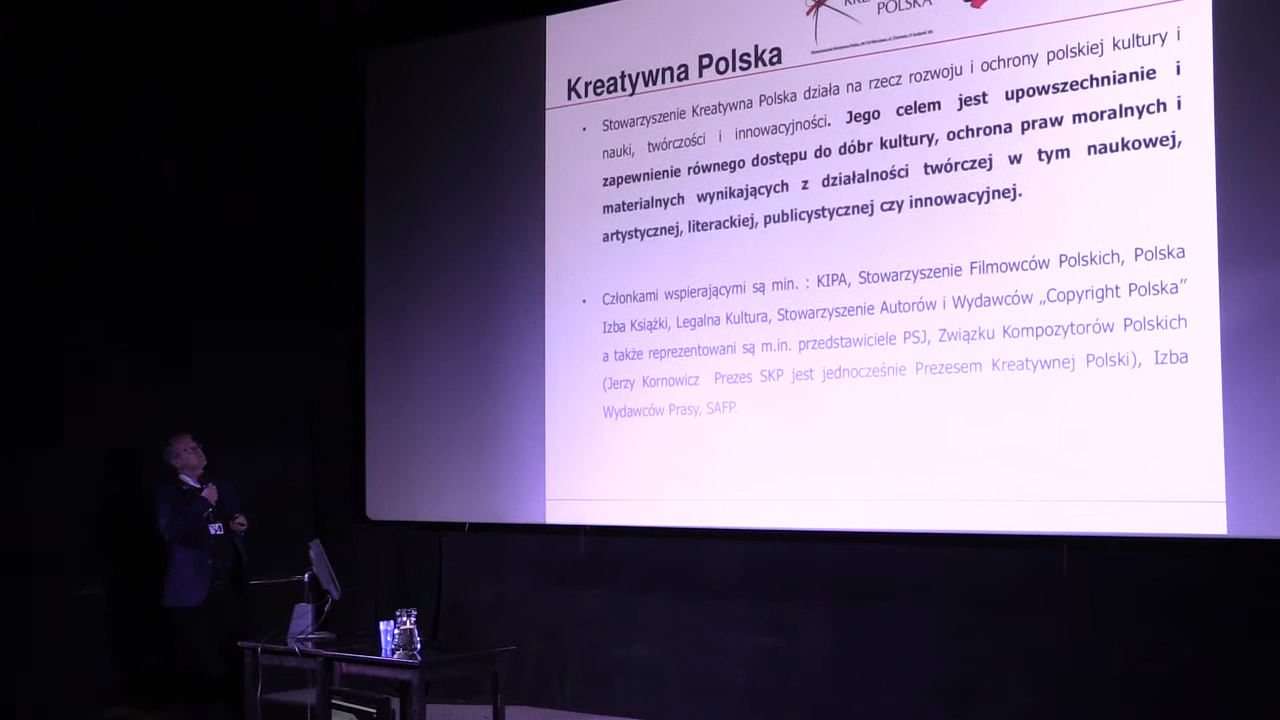 POLSKA
Kreatywna Polska
Stowarzyszenie Kreatywna Polska działa na rzecz rozwoju i ochrony polskiej kultury i
nauki, twórczości i innowacyjności. Jego celem jest upowszechnianie i
zapewnienie równego dostępu do dóbr kultury, ochrona praw moralnych i
materialnych wynikających z działalności twórczej w tym naukowej,
artystycznej, literackiej, publicystycznej czy innowacyjnej.
Członkami wspierającymi są min. : KIPA, Stowarzyszenie Filmowców Polskich, Polska
Izba Książki, Legalna Kultura, Stowarzyszenie Autorów i Wydawców „Copyright Polska”
a także reprezentowani są m.in. przedstawiciele PSJ, Związku Kompozytorów Polskich
(Jerzy Kornowicz Prezes SKP jest jednocześnie Prezesem Kreatywnej Polski), Izba
Wydawców Prasy, SAFP.